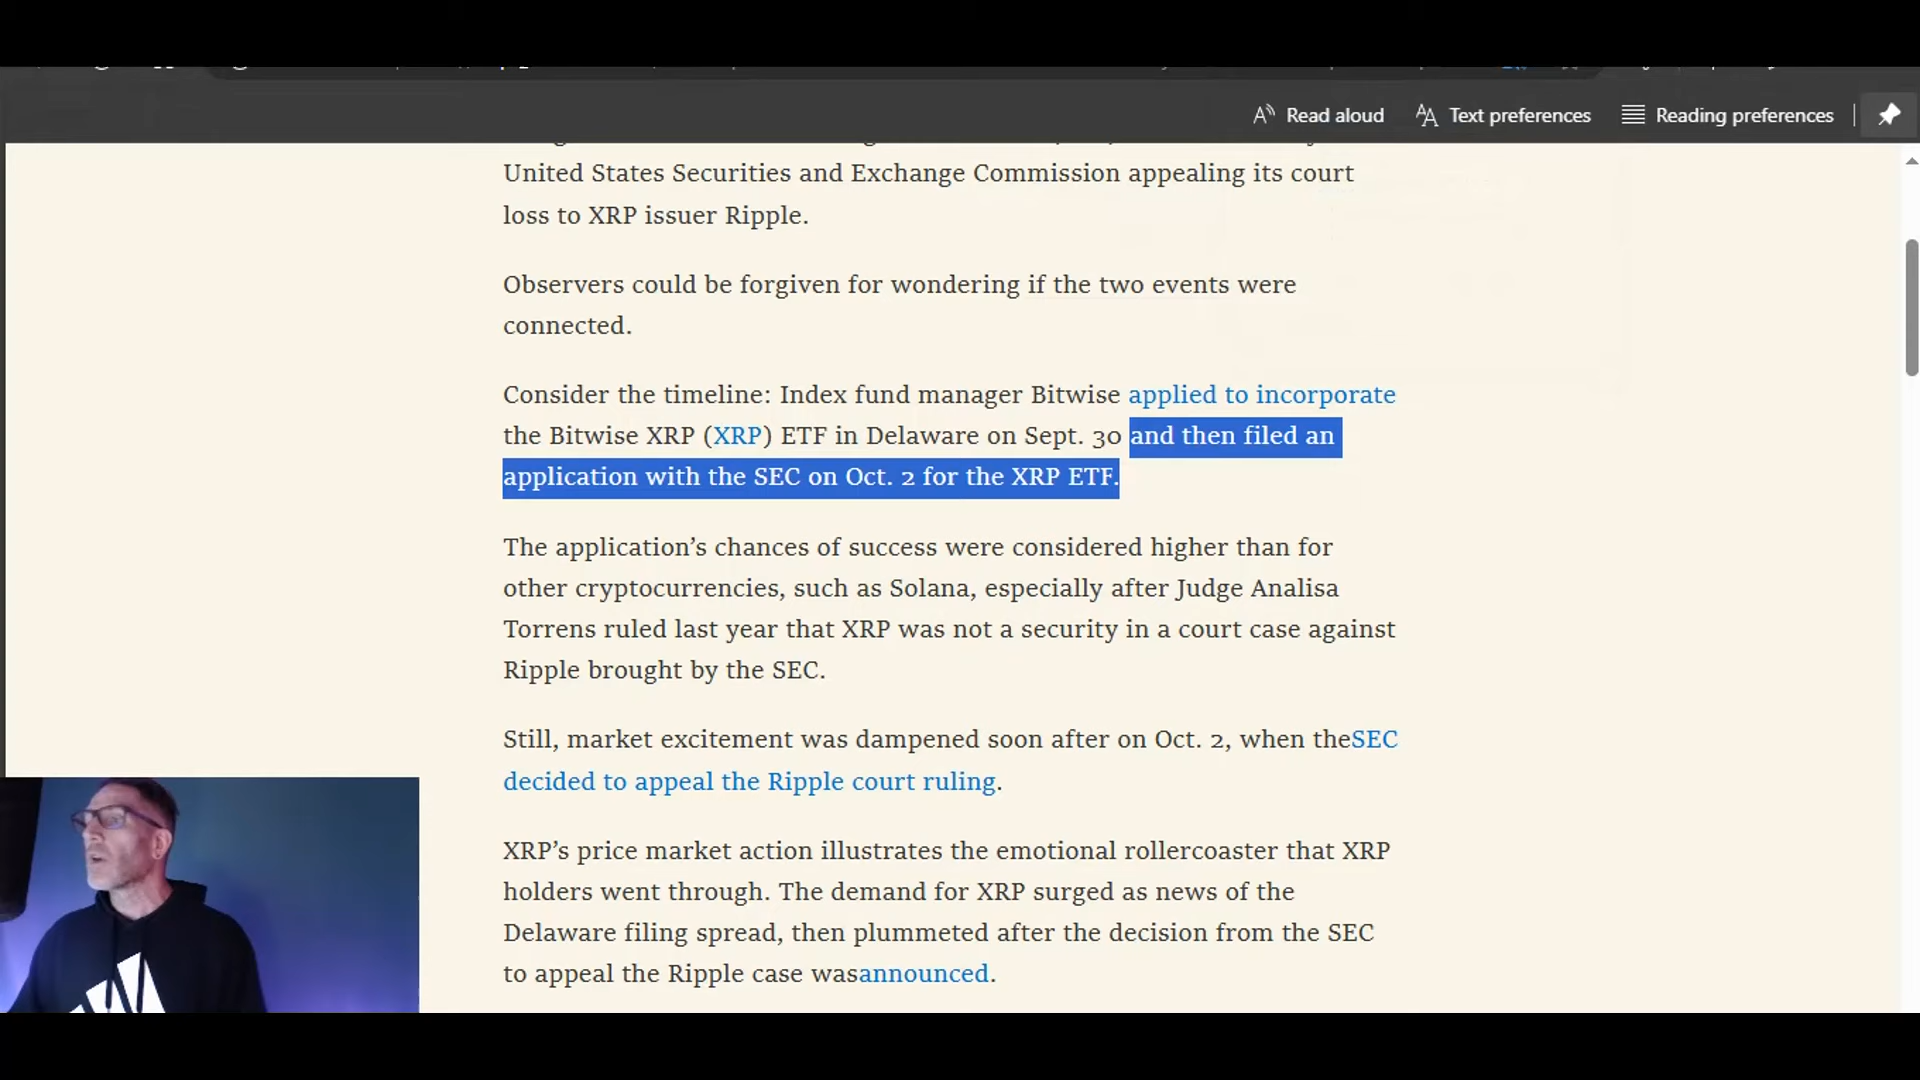 Read aloud
Text preferences
Reading preferences
United States Securities and Exchange Commission appealing its court
loss to XRP issuer Ripple.
Observers could be forgiven for wondering if the two events were
connected.
Consider the timeline: Index fund manager Bitwise applied to incorporate
the Bitwise XRP (XRP) ETF in Delaware on Sept. 30 and then filed an
application with the SEC on Oct. 2 for the XRP ETF.
The application’s chances of success were considered higher than for
other cryptocurrencies, such as Solana, especially after Judge Analisa
Torrens ruled last year that XRP was not a security in a court case against
Ripple brought by the SEC.
Still, market excitement was dampened soon after on Oct. 2, when theSEC
decided to appeal the Ripple court ruling.
XRP’s price market action illustrates the emotional rollercoaster that XRP
holders went through. The demand for XRP surged as news of the
Delaware filing spread, then plummeted after the decision from the SEC
to appeal the Ripple case wasannounced.